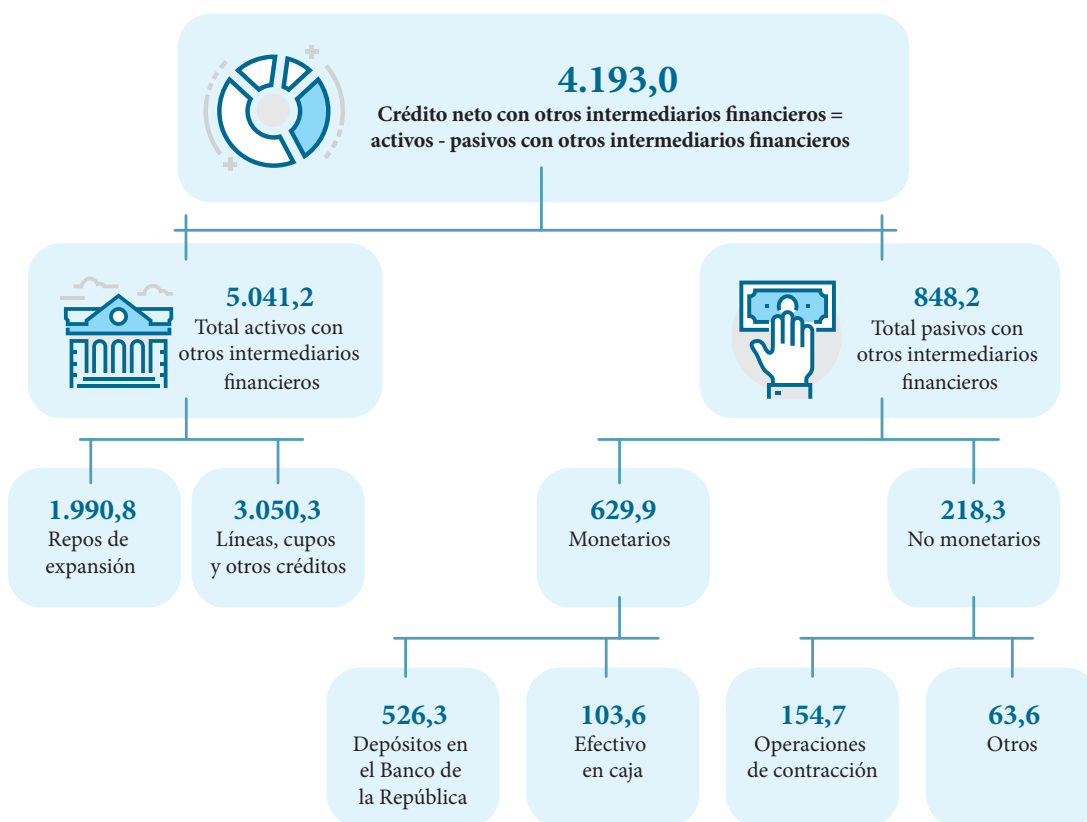 4.193,0
Crédito neto con otros intermediarios financieros =
activos - pasivos con otros intermediarios financieros
5.041,2
Total activos con
otros intermediarios
financieros
848,2
Total pasivos con
otros intermediarios
financieros
1.990,8
Repos de
expansión
3.050,3
Líneas, cupos
y otros créditos
629,9
Monetarios
218,3
No monetarios
526,3
Depósitos en
el Banco de
la República
103,6
Efectivo
en caja
154,7
Operaciones
de contracción
63,6
Otros